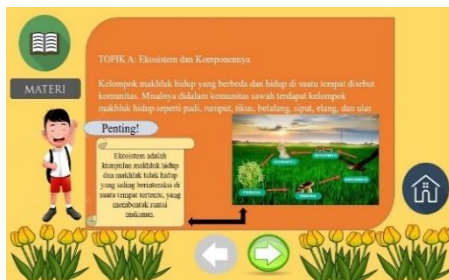 MATERI
TOPIK A: Ekosistem dan Komponennya
Kelompok makhluk hidup yang berbeda dan hidup di suatu tempat disebut
komunitas. Misalnya didalam komunitas sawah terdapat kelompok
makhluk hidup seperti padi, rumput, tikus, belalang, siput, elang, dan ular.
Penting!
Ekosistem adalah
kumpulan makhluk hidup
dan makhluk tidak hidup
yang saling berinteraksi di
suatu tempat tertentu, yang
membentuk rantai
makanan.